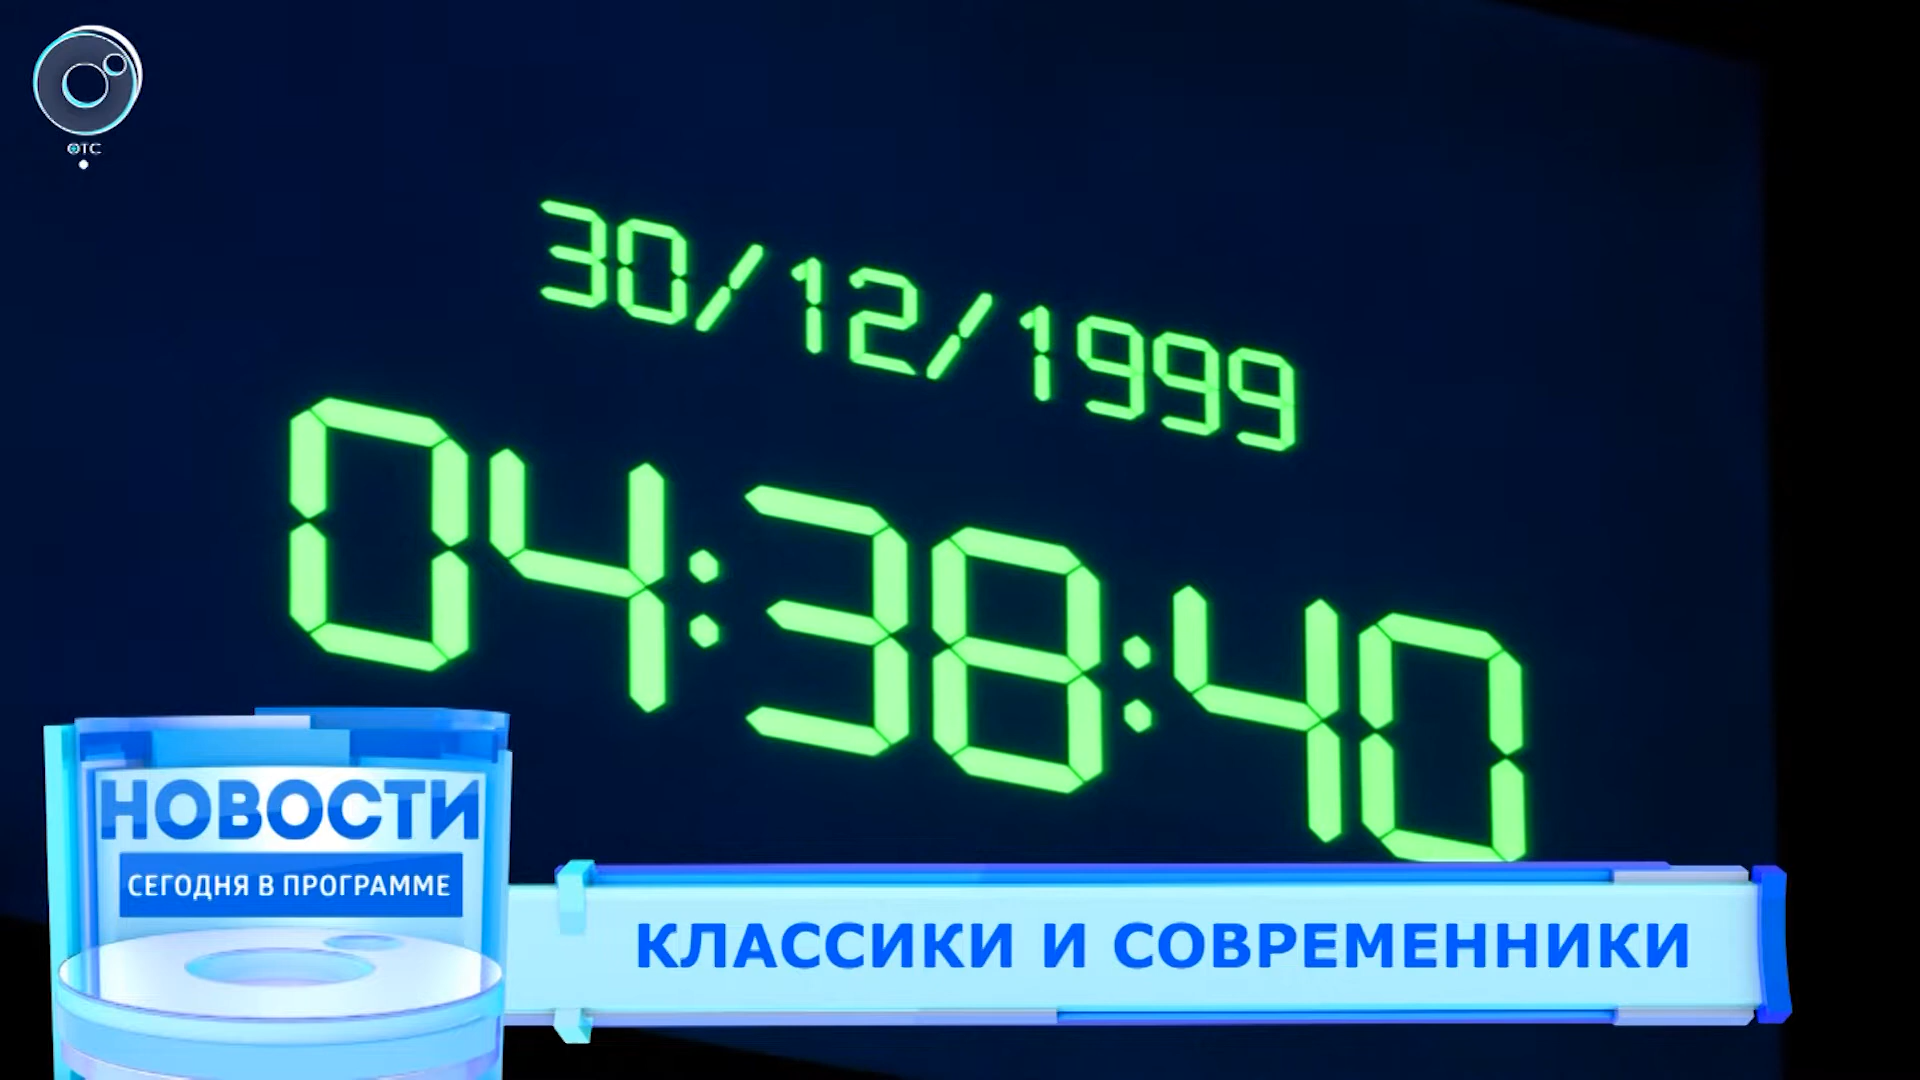 ОТС
30/12/1999
04:38:40
НОВОСТИ
СЕГОДНЯ В ПРОГРАММЕ
КЛАССИКИ И СОВРЕМЕННИКИ